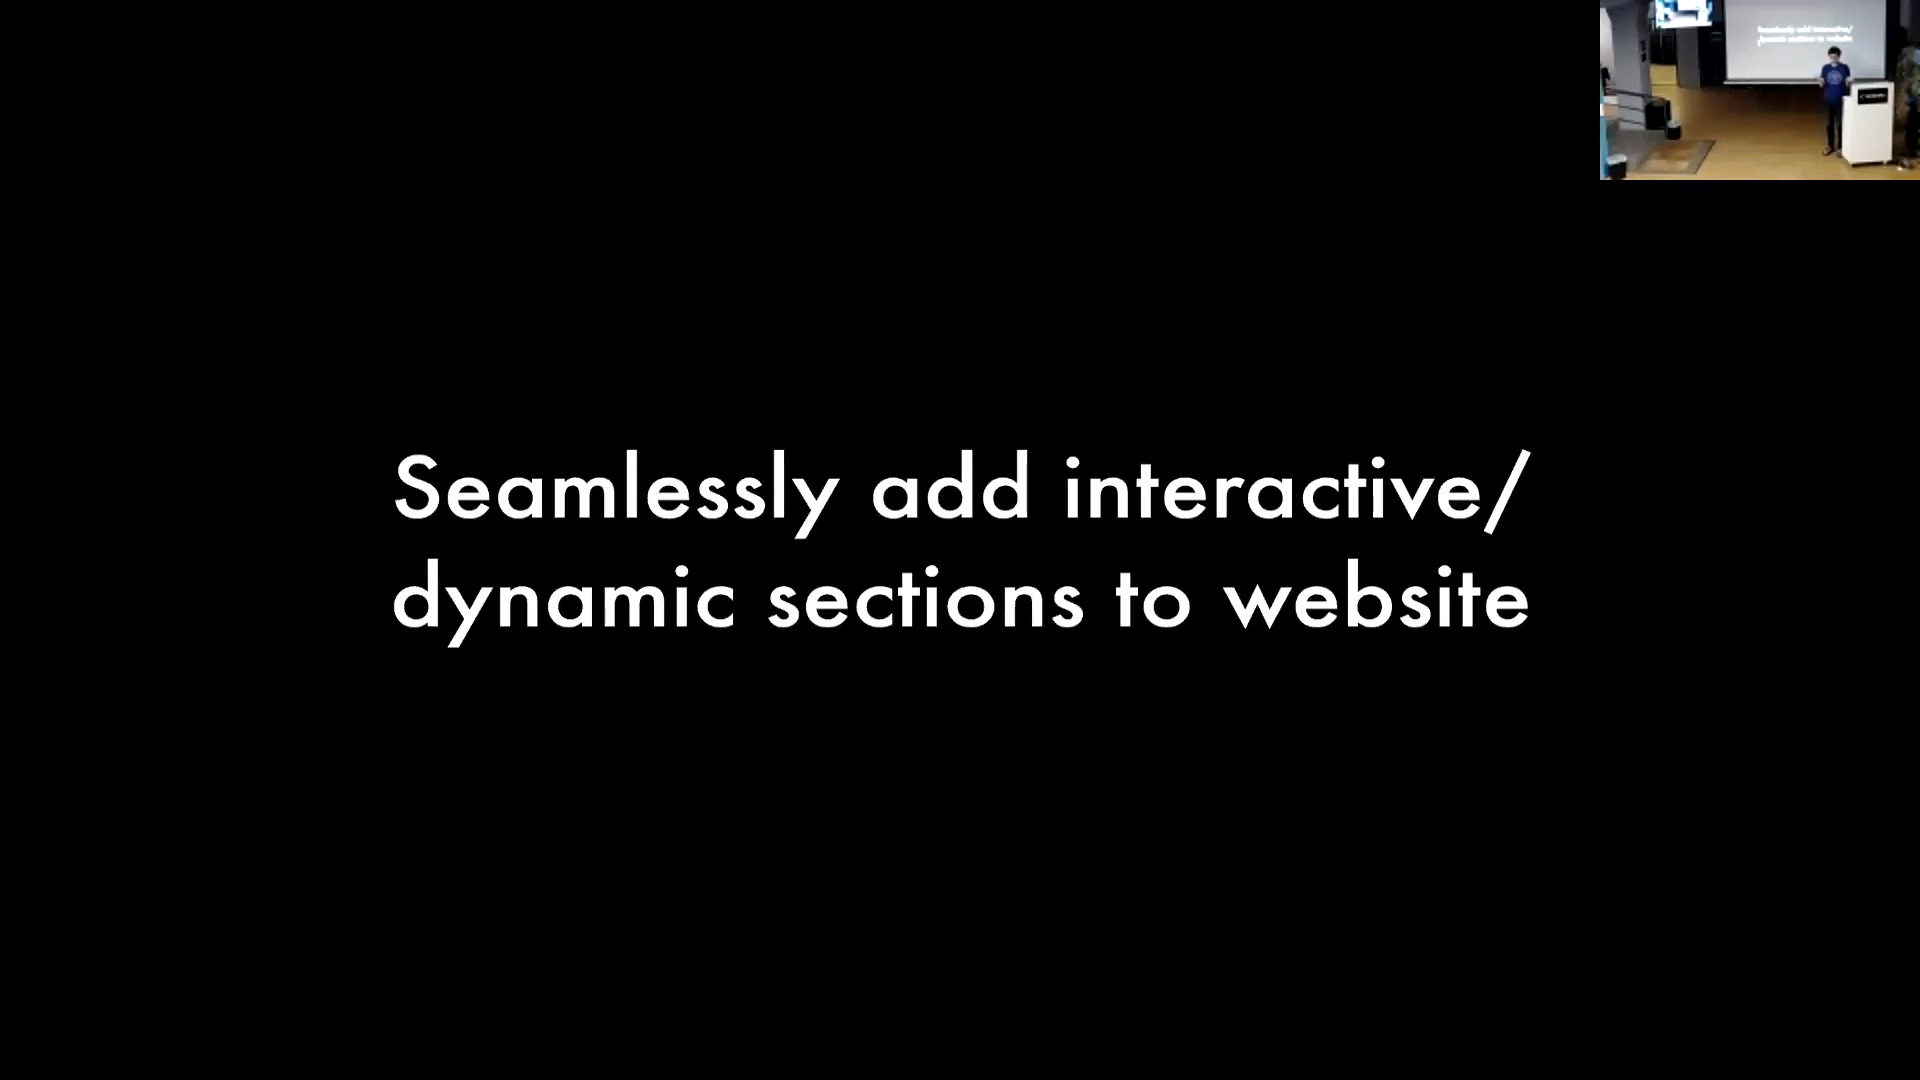 Seamlessly add interactive/
dynamic sections to website